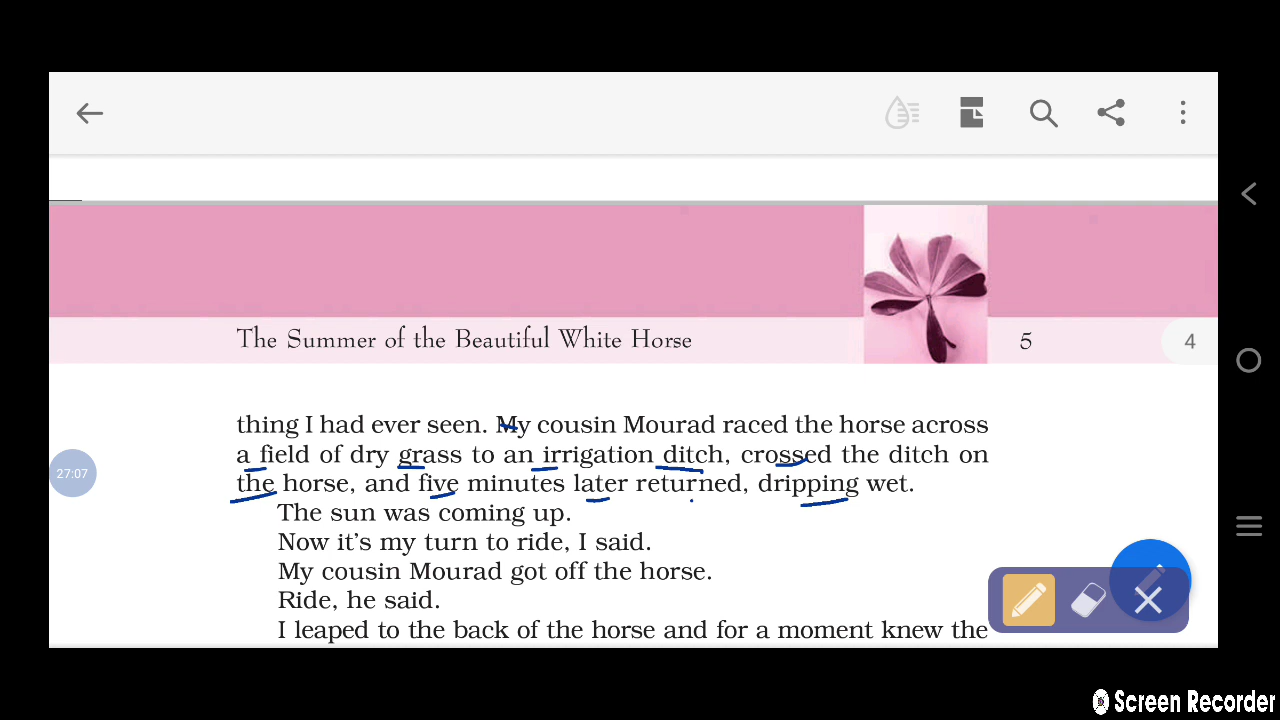 The Summer of the Beautiful White Horse
5
4
thing I had ever seen. My cousin Mourad raced the horse across
a field of dry grass to an irrigation ditch, crossed the ditch on
the horse, and five minutes later returned, dripping wet.
27:07
The sun was coming up.
Now it's my turn to ride, I said.
My cousin Mourad got off the horse.
Ride, he said.
I leaped to the back of the horse and for a moment knew the
Screen Recorder